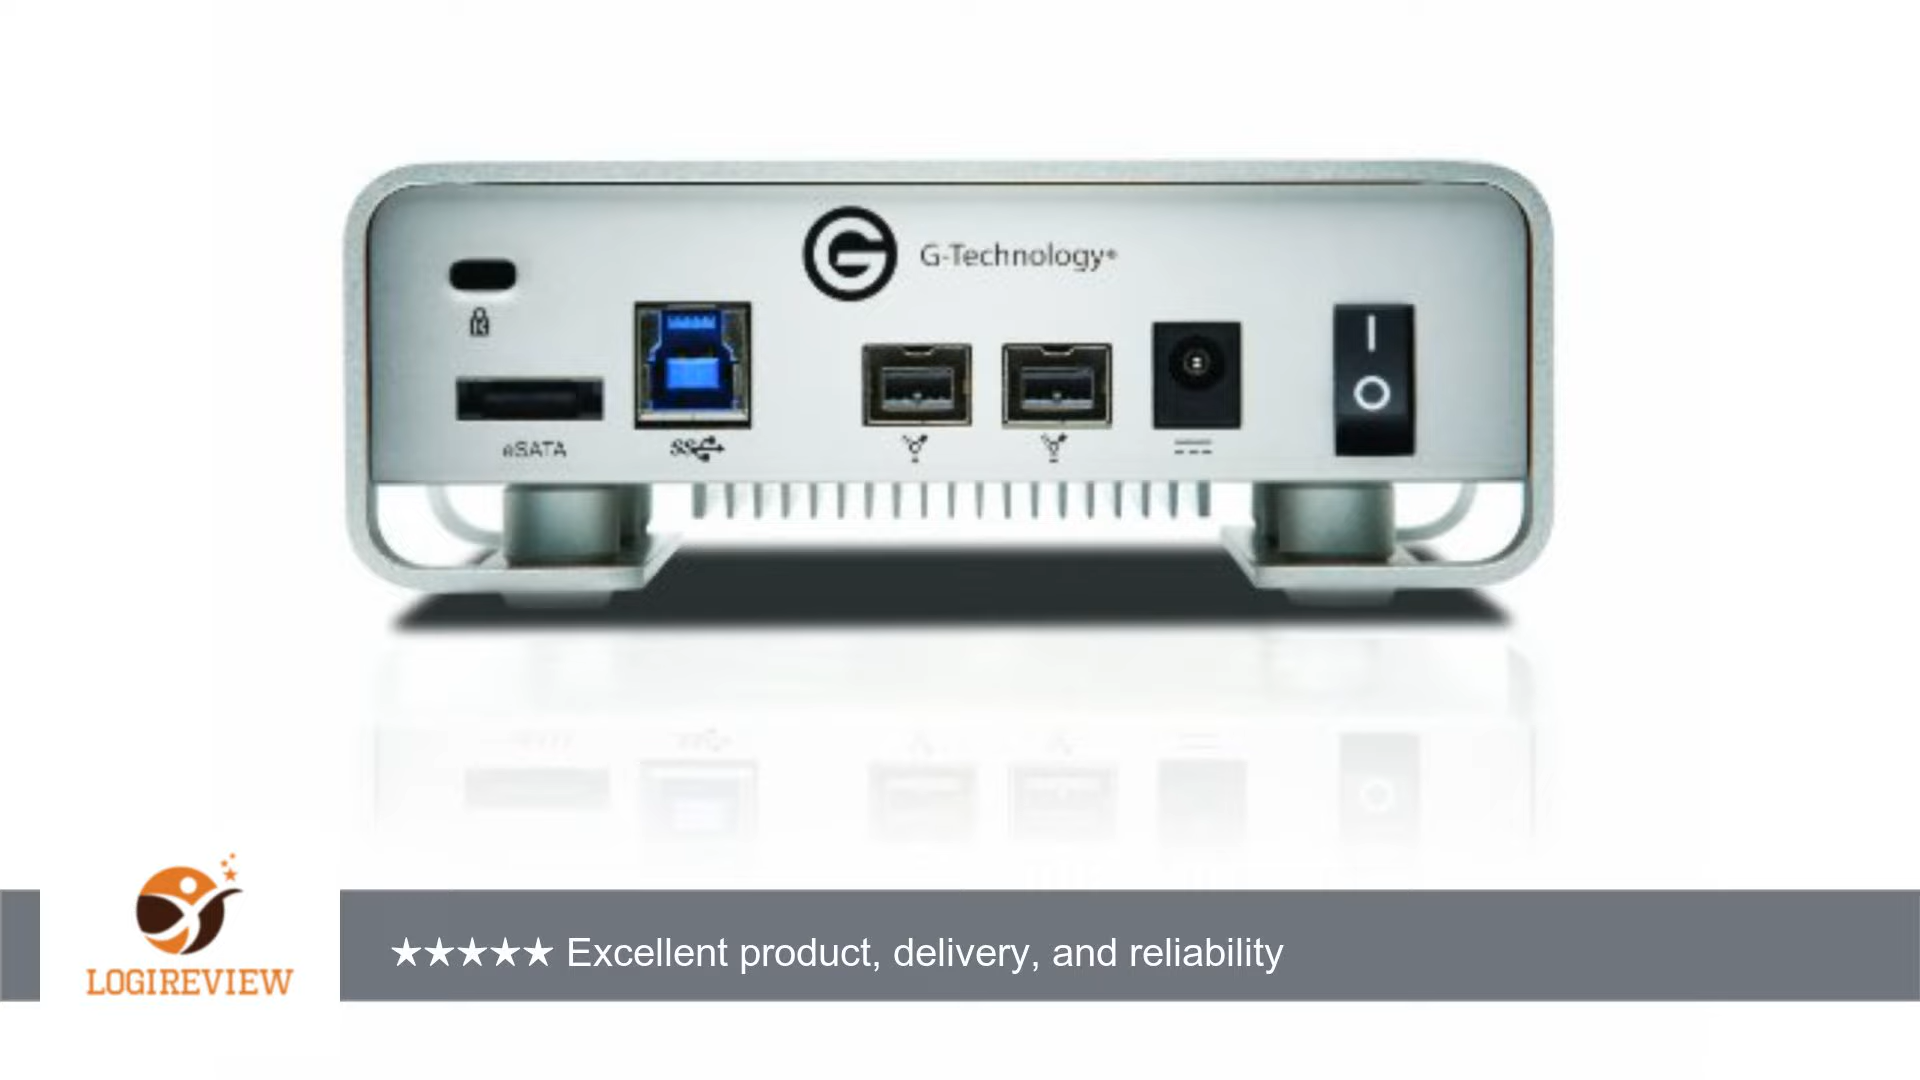 G-Technology®
eSATA
LOGIREVIEW
★★★★★ Excellent product, delivery, and reliability